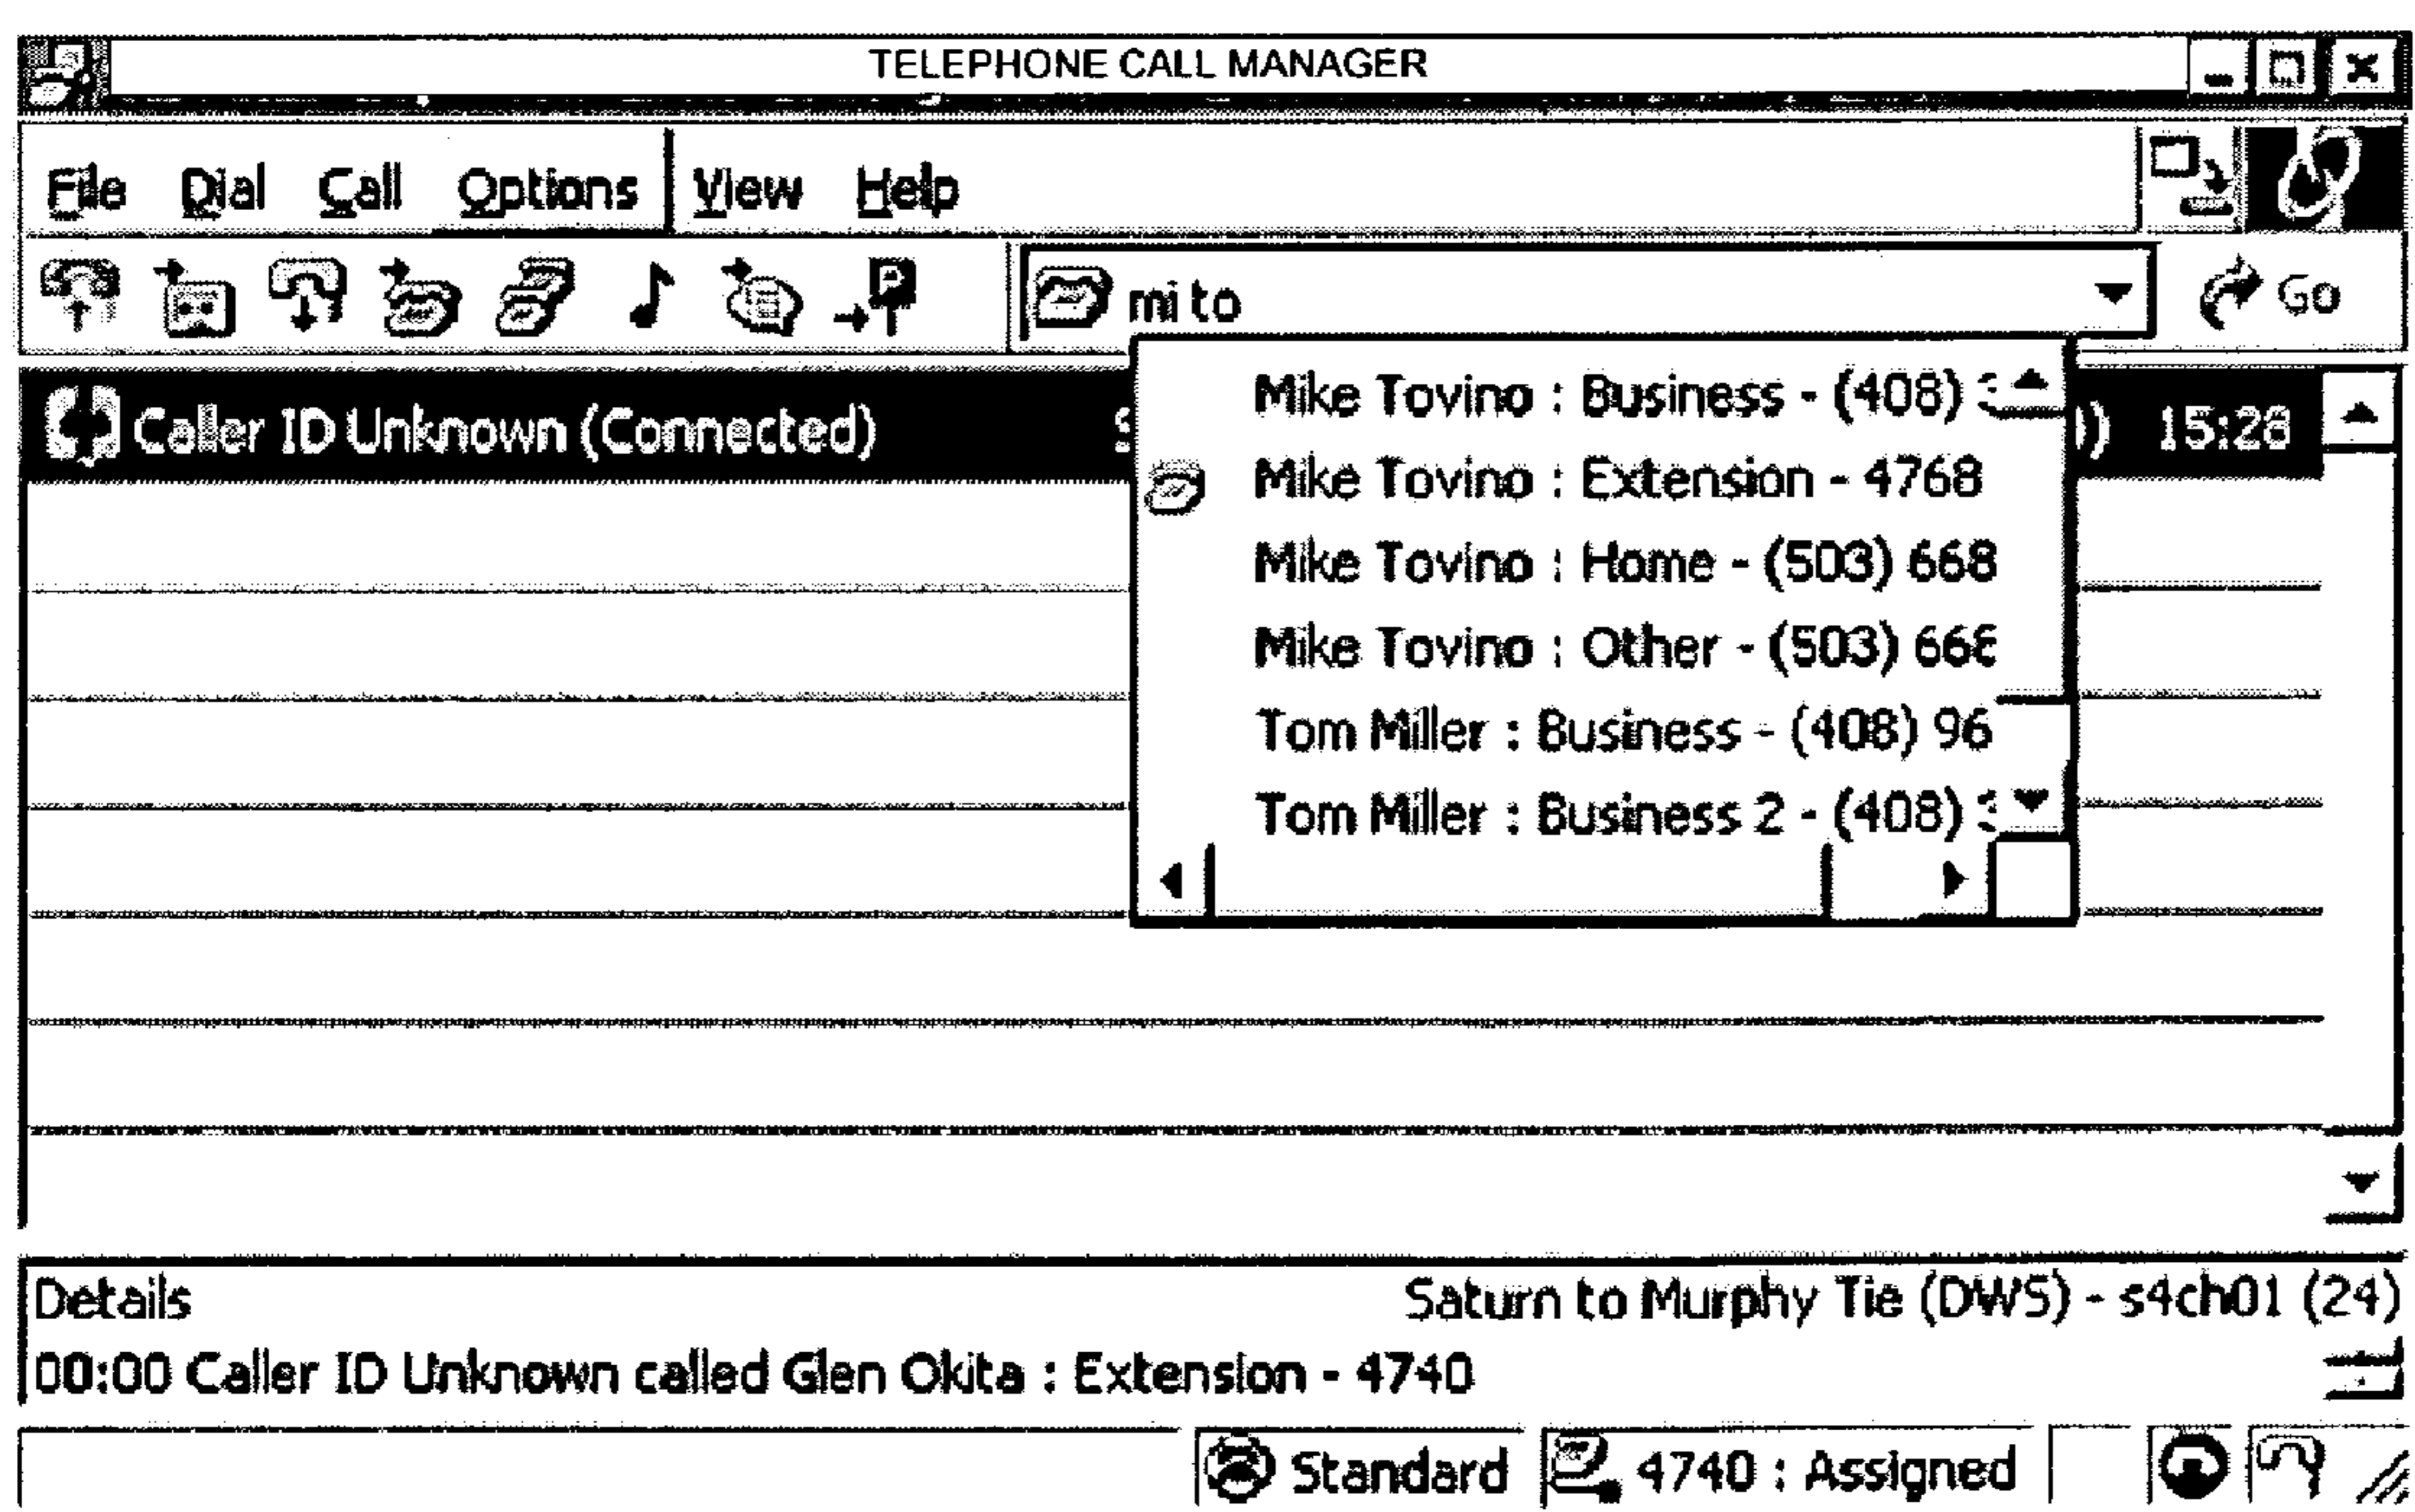 TELEPHONE CALL MANAGER
File Dial Call Options View Help
mi to Go
Caller ID Unknown (Connected) 15:28
Mike Tovino : Business - (408)
Mike Tovino : Extension - 4768
Mike Tovino : Home - (503) 668
Mike Tovino : Other - (503) 66
Tom Miller : Business - (408) 96
Tom Miller : Business 2 - (408)
Details Saturn to Murphy Tie (DWS) - s4ch01 (24)
00:00 Caller ID Unknown called Glen Okita : Extension - 4740
Standard 4740 : Assigned